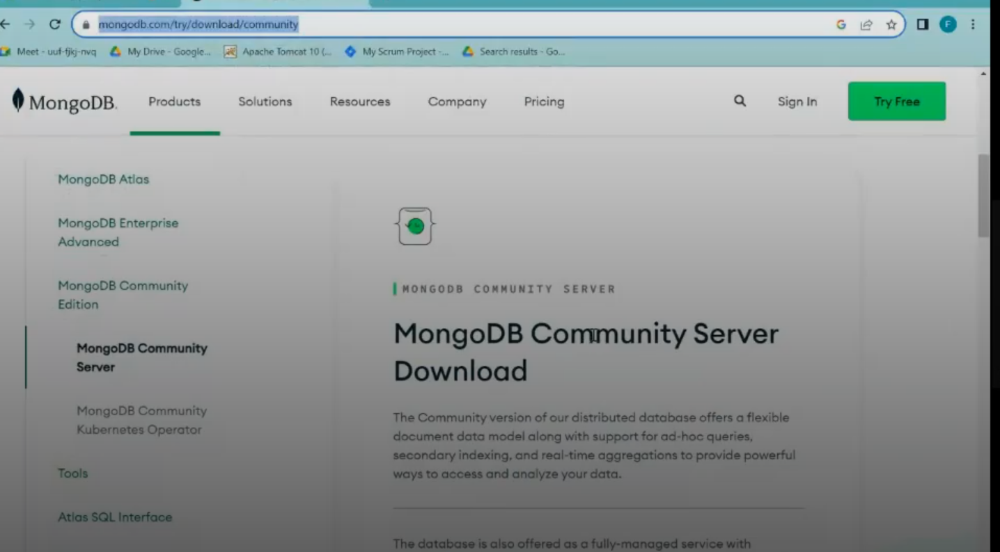 mongodb.com/try/download/community
G
F
Meet - uuf-fjkj-nvq My Drive - Google... Apache Tomcat 10 (... My Scrum Project -... Search results - Go...
MongoDB. Products Solutions Resources Company Pricing Sign In Try Free
MongoDB Atlas
MongoDB Enterprise
Advanced
MongoDB Community
Edition
MongoDB Community
Server
MongoDB Community
Kubernetes Operator
Tools
Atlas SQL Interface
MONGODB COMMUNITY SERVER
MongoDB Community Server
Download
The Community version of our distributed database offers a flexible
document data model along with support for ad-hoc queries,
secondary indexing, and real-time aggregations to provide powerful
ways to access and analyze your data.
The database is also offered as a fully-managed service with